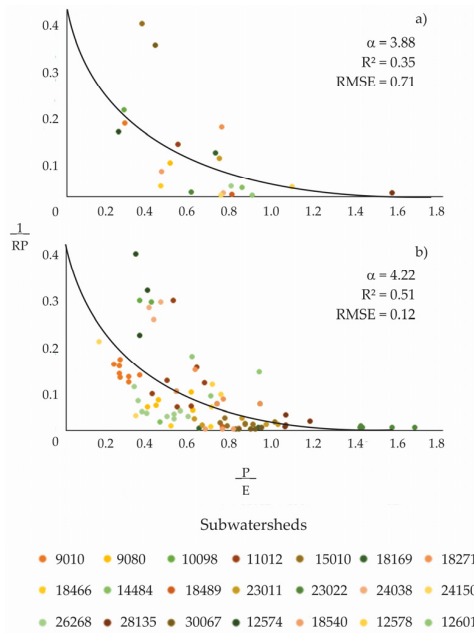 a)
α = 3.88
R² = 0.35
RMSE = 0.71
0.4
0.3
0.2
0.1
0 0.2 0.4 0.6 0.8 1.0 1.2 1.4 1.6 1.8
1
RP
b)
α = 4.22
R² = 0.51
RMSE = 0.12
0.4
0.3
0.2
0.1
0
0 0.2 0.4 0.6 0.8 1.0 1.2 1.4 1.6 1.8
P
E
Subwatersheds
9010 9080 10098 11012 15010 18169 18271
18466 14484 18489 23011 23022 24038 24150
26268 28135 30067 12574 18540 12578 12601